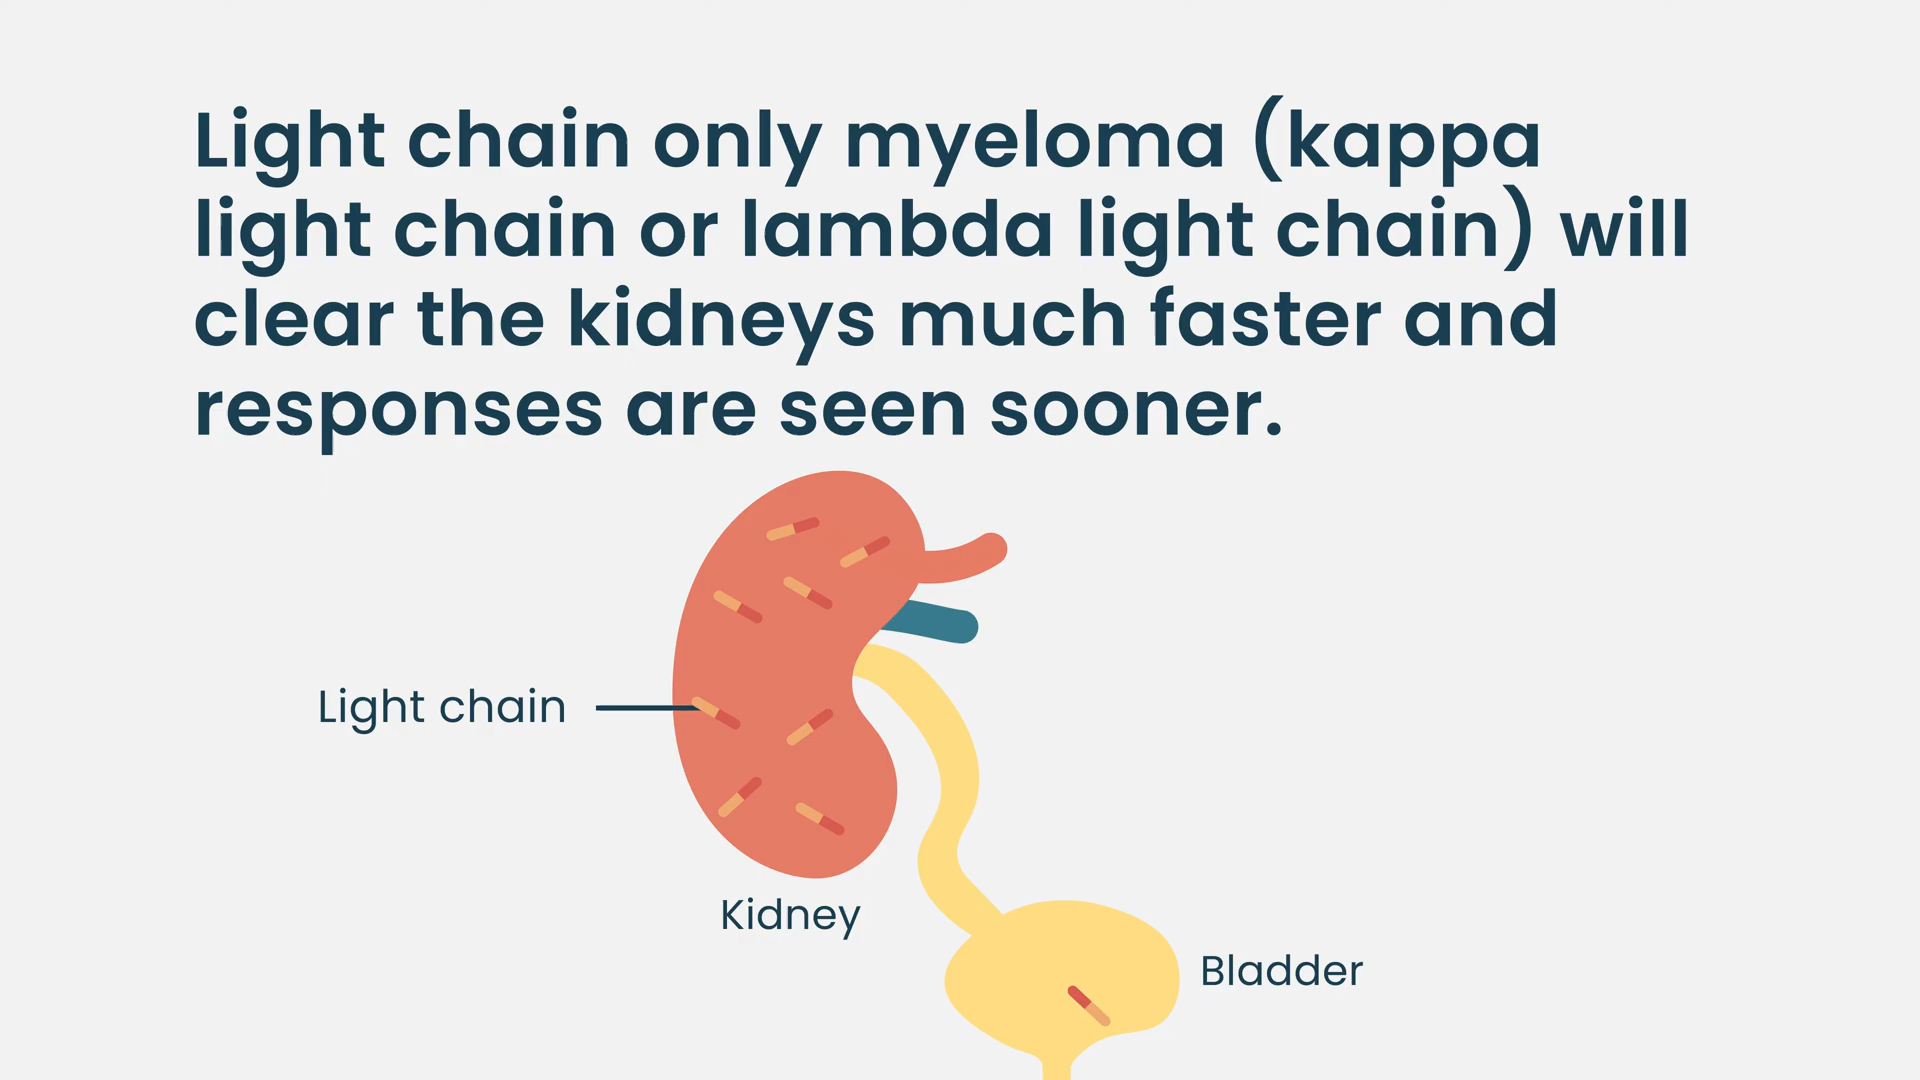 Light chain only myeloma (kappa
light chain or lambda light chain) will
clear the kidneys much faster and
responses are seen sooner.
Light chain
Kidney
Bladder